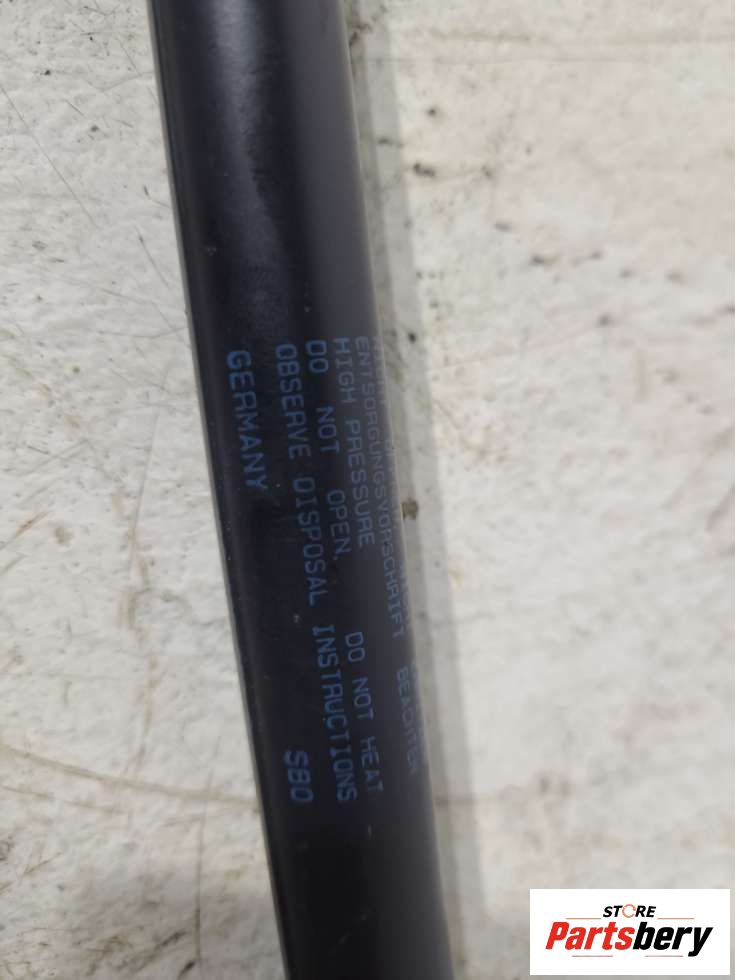 ENTSORGUNGSVORSCHRIFT BEACHTEN
HIGH PRESSURE
DO NOT OPEN. DO NOT HEAT
OBSERVE DISPOSAL INSTRUCTIONS
GERMANY SBO
STORE
Partsbery